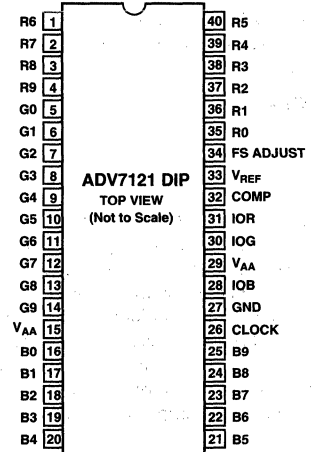 R6 1 40 R5
R7 2 39 R4
R8 3 38 R3
R9 4 37 R2
G0 5 36 R1
G1 6 35 R0
G2 7 34 FS ADJUST
G3 8 33 VREF
G4 9 32 COMP
G5 10 31 IOR
G6 11 30 IOG
G7 12 29 VAA
G8 13 28 IOB
G9 14 27 GND
VAA 15 26 CLOCK
B0 16 25 B9
B1 17 24 B8
B2 18 23 B7
B3 19 22 B6
B4 20 21 B5
ADV7121 DIP
TOP VIEW
(Not to Scale)